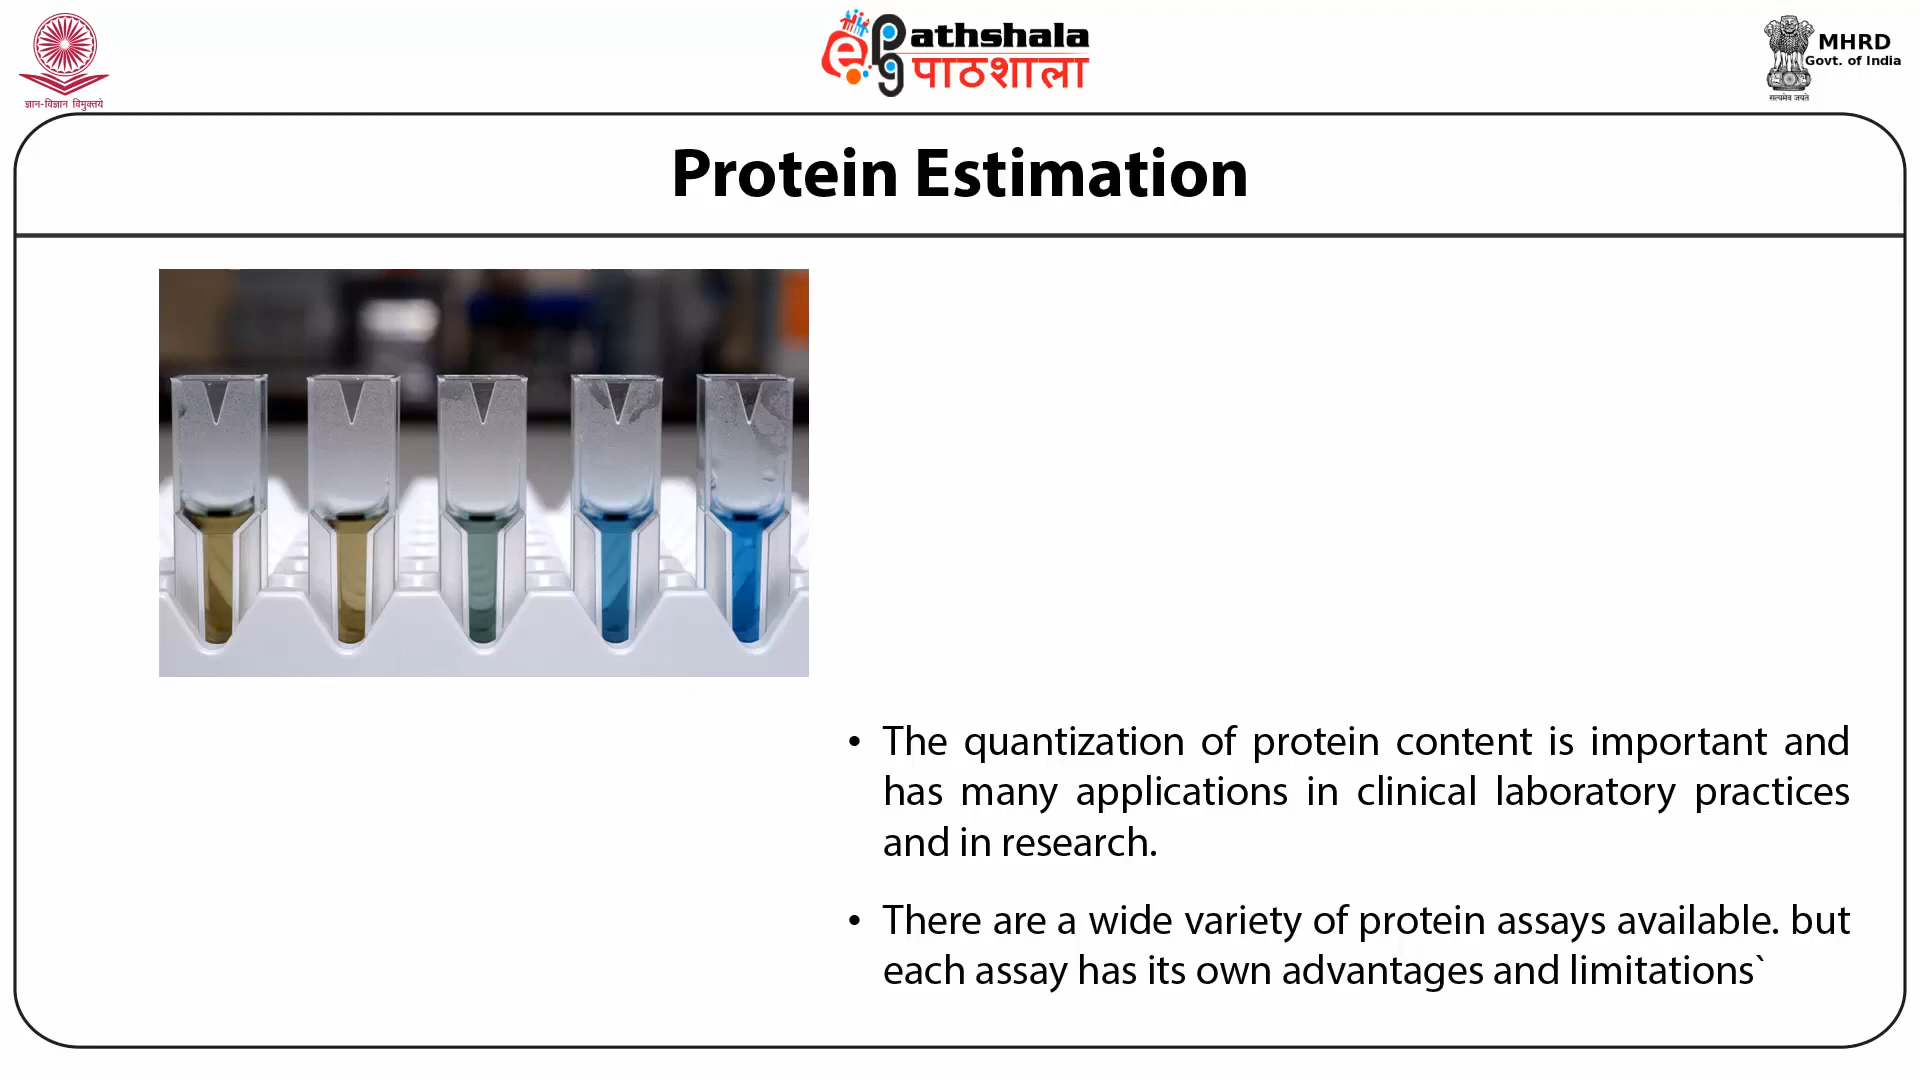 ज्ञान-विज्ञान विमुक्तये
ePathshala
पाठशाला
MHRD
Govt. of India
सत्यमेव जयते
Protein Estimation
• The quantization of protein content is important and
has many applications in clinical laboratory practices
and in research.
• There are a wide variety of protein assays available. but
each assay has its own advantages and limitations`